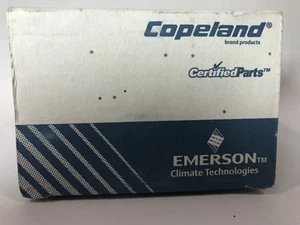 Copeland®
brand products
CertifiedParts™
EMERSON™
Climate Technologies